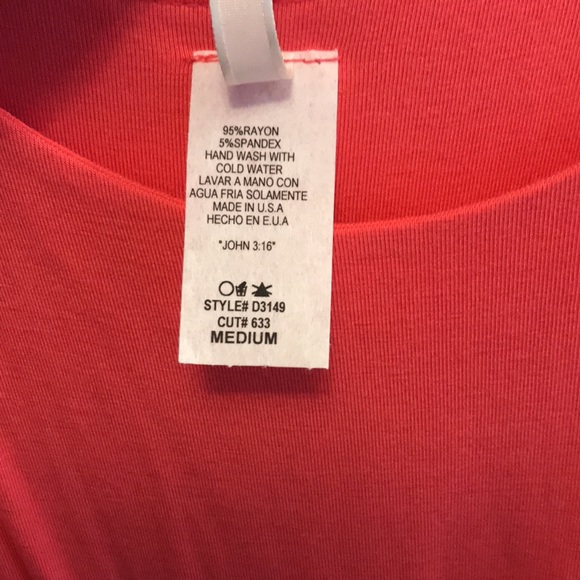 95%RAYON
5%SPANDEX
HAND WASH WITH
COLD WATER
LAVAR A MANO CON
AGUA FRIA SOLAMENTE
MADE IN U.S.A
HECHO EN E.U.A
"JOHN 3:16"
STYLE# D3149
CUT# 633
MEDIUM